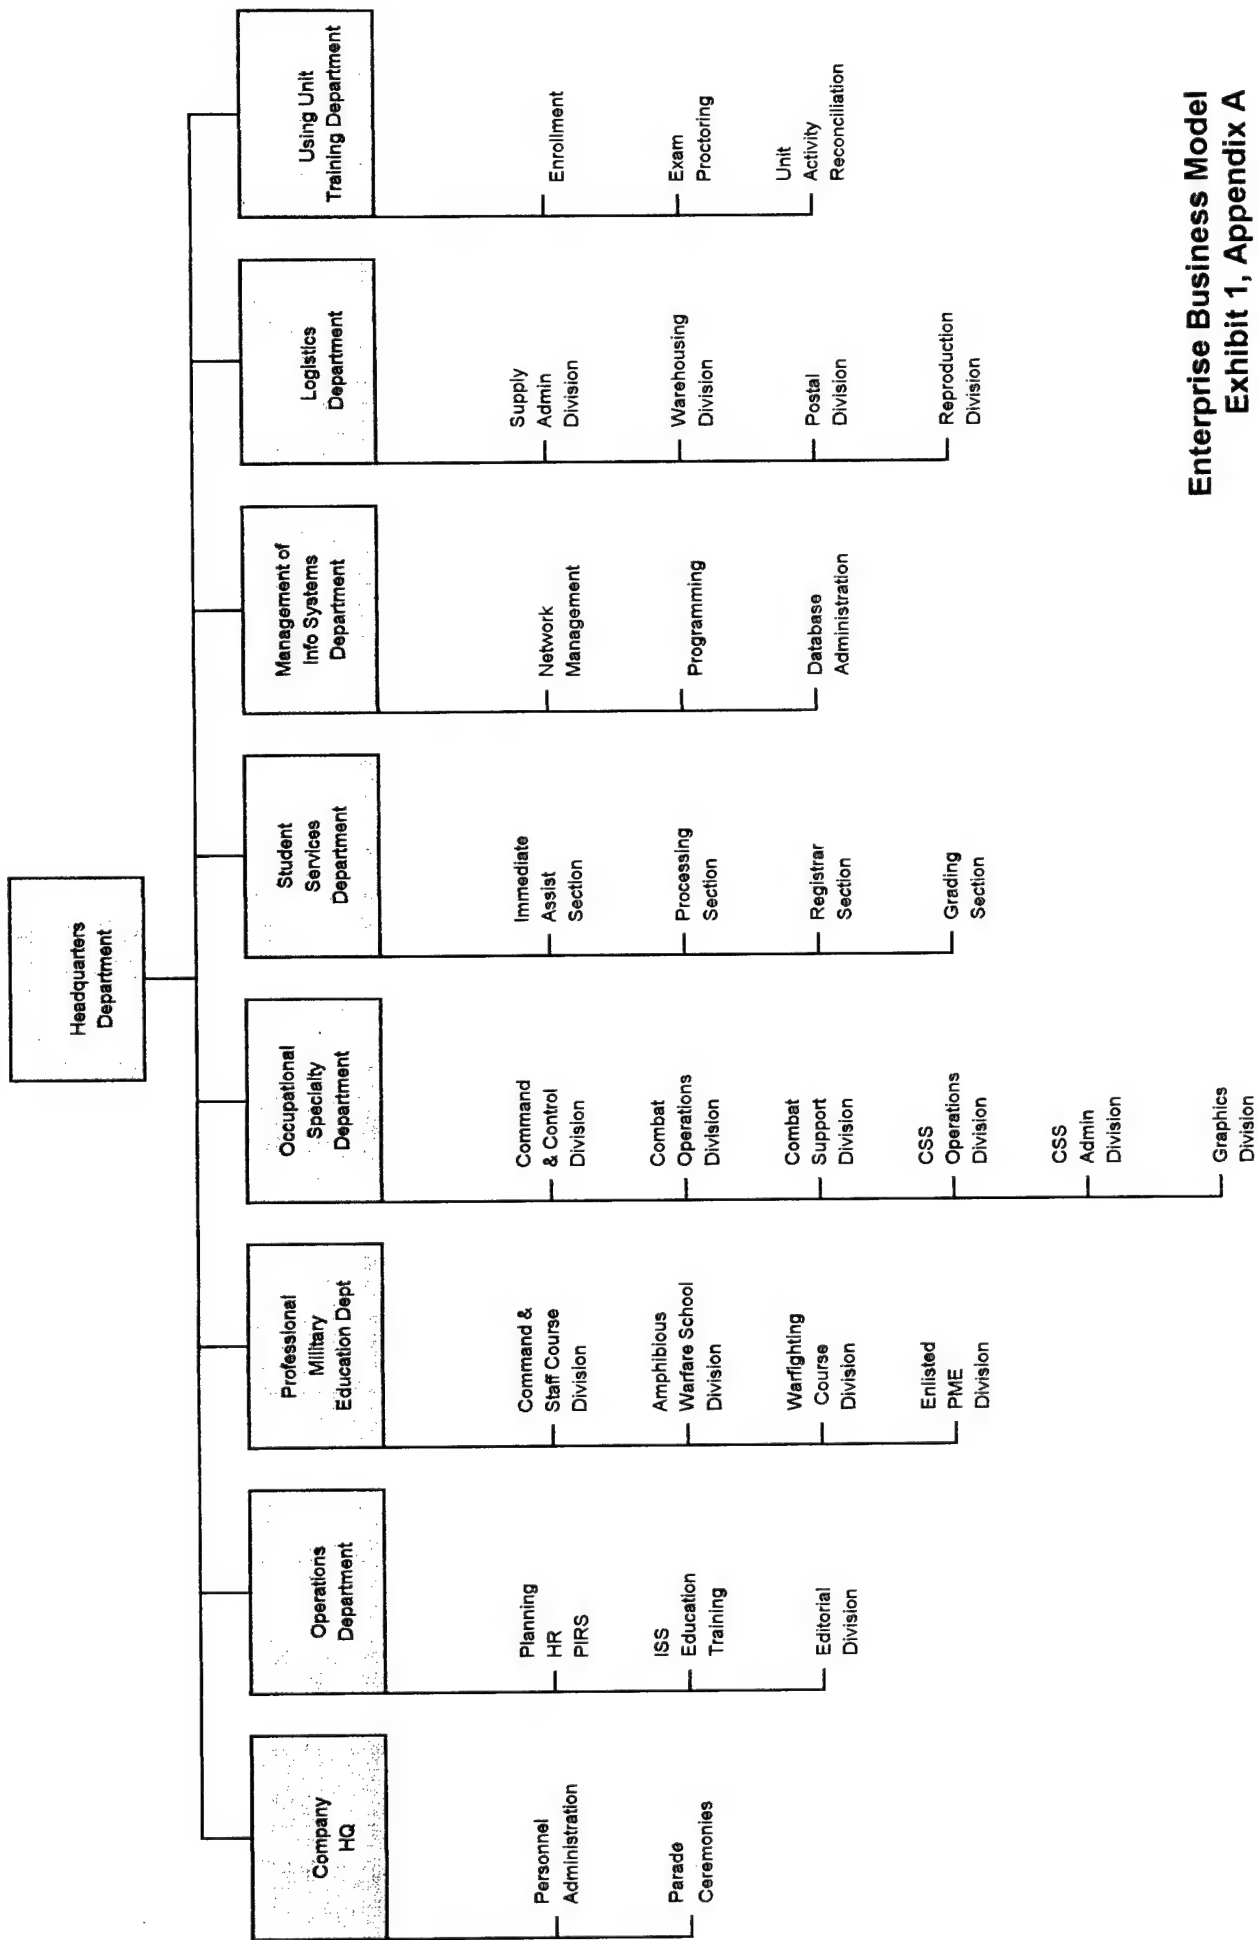 Headquarters
Department
Company
HQ
Personnel
Administration
Parade
Ceremonies
Operations
Department
Planning
HR
PIRS
ISS
Education
Training
Editorial
Division
Professional
Military
Education Dept
Command &
Staff Course
Division
Amphibious
Warfare School
Division
Warfighting
Course
Division
Enlisted
PME
Division
Occupational
Specialty
Department
Command
& Control
Division
Combat
Operations
Division
Combat
Support
Division
CSS
Operations
Division
CSS
Admin
Division
Graphics
Division
Student
Services
Department
Immediate
Assist
Section
Processing
Section
Registrar
Section
Grading
Section
Management of
Info Systems
Department
Network
Management
Programming
Database
Administration
Logistics
Department
Supply
Admin
Division
Warehousing
Division
Postal
Division
Reproduction
Division
Using Unit
Training Department
Enrollment
Exam
Proctoring
Unit
Activity
Reconciliation
Enterprise Business Model
Exhibit 1, Appendix A